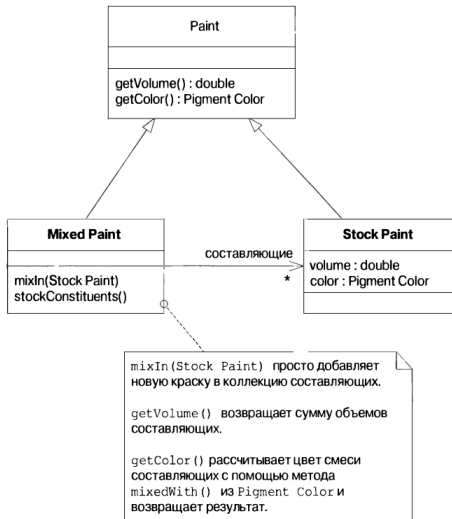 Paint
getVolume() : double
getColor() : Pigment Color
Mixed Paint
mixIn(Stock Paint)
stockConstituents()
составляющие
*
Stock Paint
volume : double
color : Pigment Color
mixIn(Stock Paint) просто добавляет
новую краску в коллекцию составляющих.
getVolume() возвращает сумму объемов
составляющих.
getColor() рассчитывает цвет смеси
составляющих с помощью метода
mixedWith() из Pigment Color и
возвращает результат.